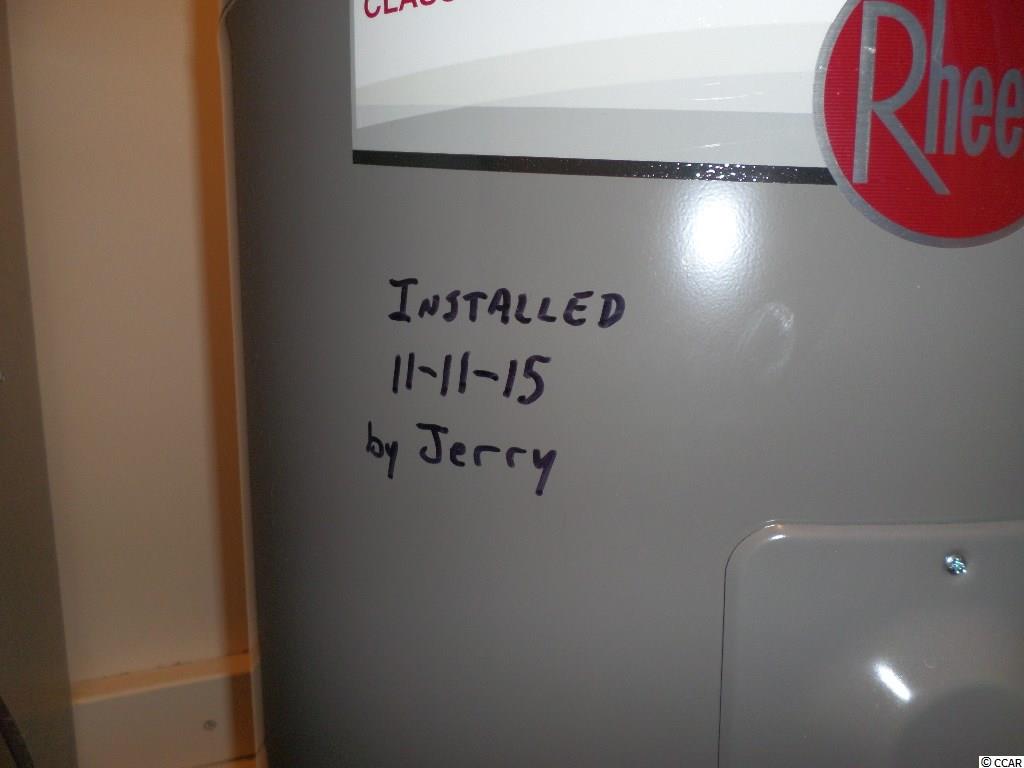 Rhee
INSTALLED
11-11-15
by Jerry
© CCAR